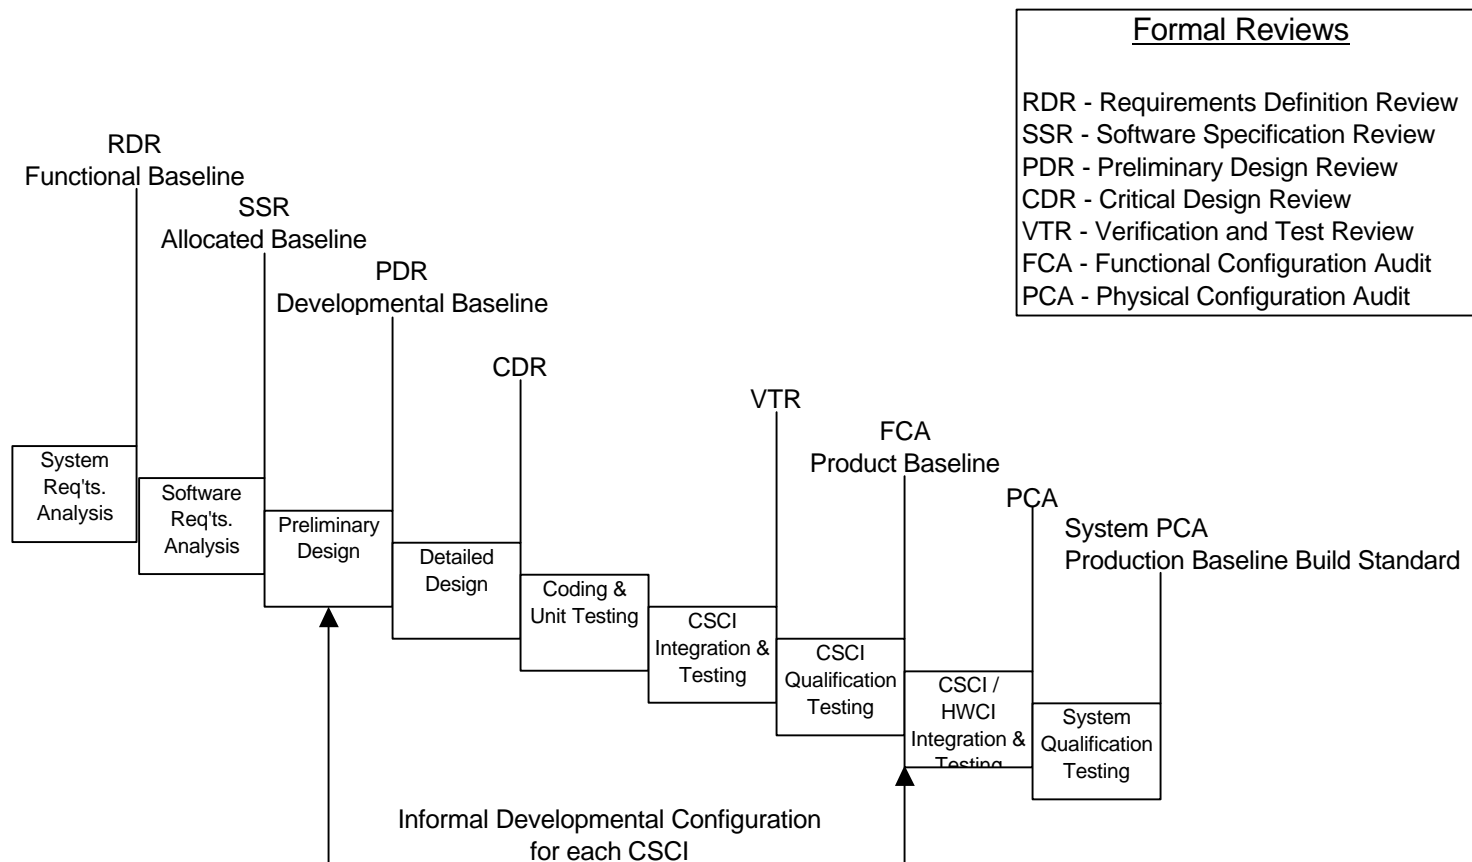 Formal Reviews
RDR - Requirements Definition Review
SSR - Software Specification Review
PDR - Preliminary Design Review
CDR - Critical Design Review
VTR - Verification and Test Review
FCA - Functional Configuration Audit
PCA - Physical Configuration Audit
RDR
Functional Baseline
SSR
Allocated Baseline
PDR
Developmental Baseline
CDR
VTR
FCA
Product Baseline
PCA
System PCA
Production Baseline Build Standard
System
Req'ts.
Analysis
Software
Req'ts.
Analysis
Preliminary
Design
Detailed
Design
Coding &
Unit Testing
CSCI
Integration &
Testing
CSCI
Qualification
Testing
CSCI /
HWCI
Integration &
Testing
System
Qualification
Testing
Informal Developmental Configuration
for each CSCI